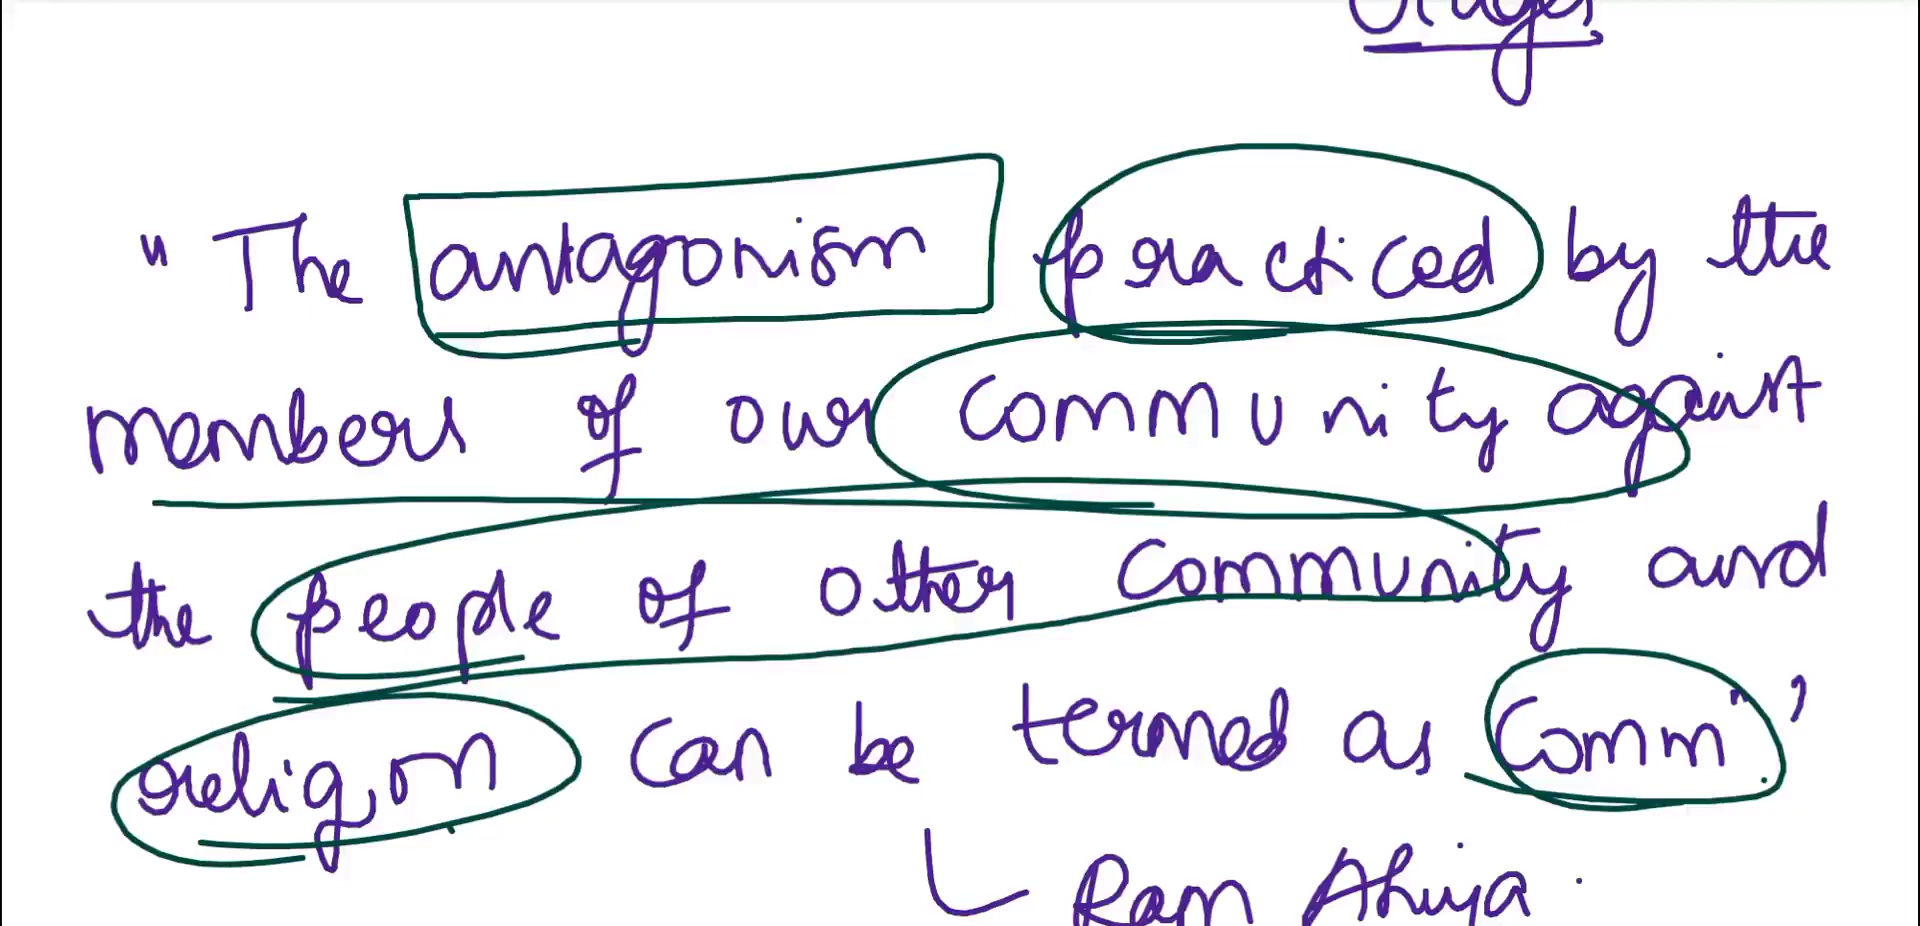 "The antagonism practiced by the
members of our community against
the people of other community and
religon can be termed as Comm"
Ram Ahuja.